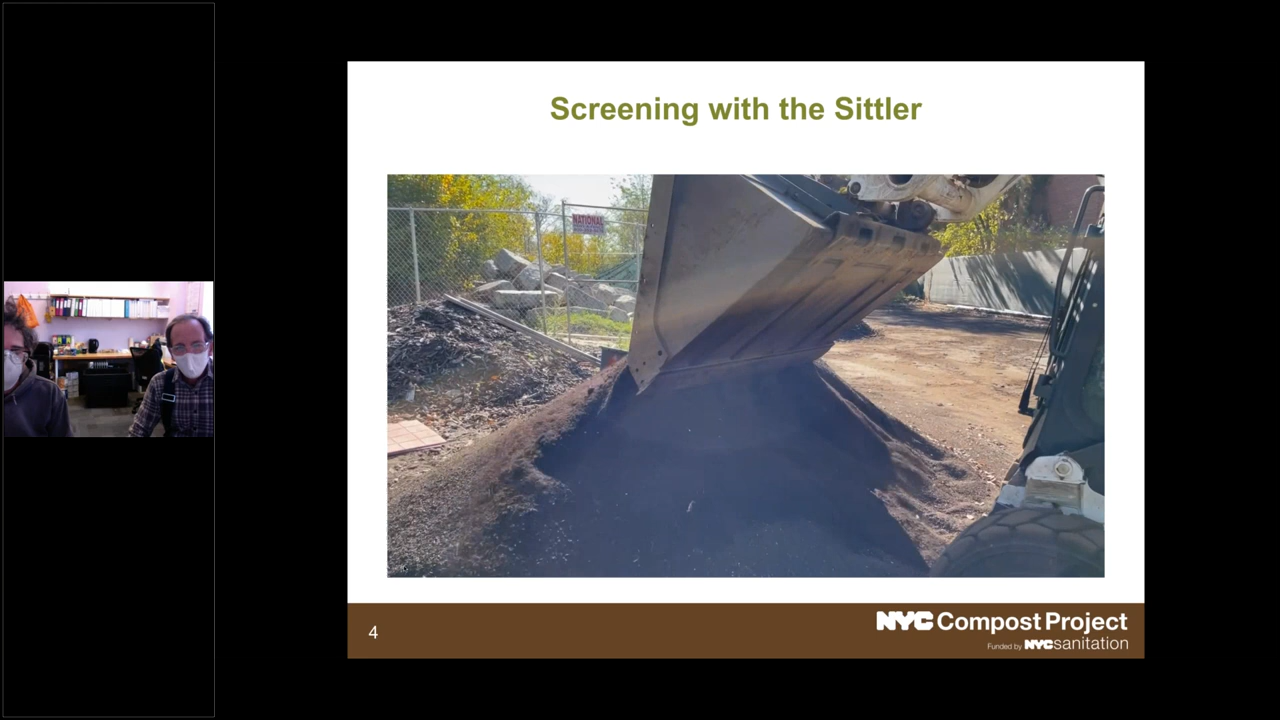 Screening with the Sittler
NATIONAL
4
NYC Compost Project
Funded by NYC sanitation